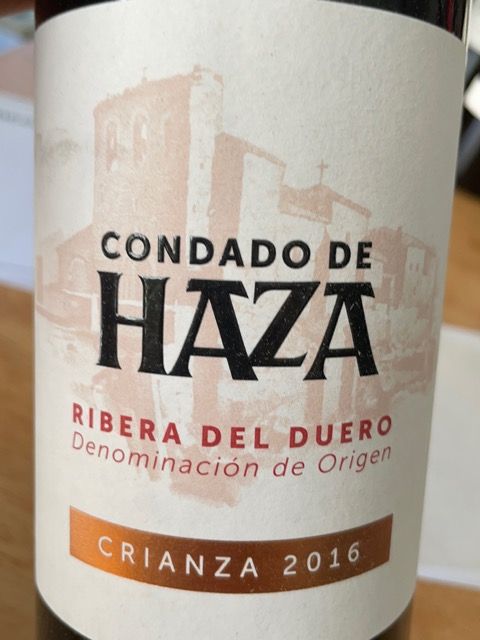 CONDADO DE
HAZA
RIBERA DEL DUERO
Denominación de Origen
CRIANZA 2016